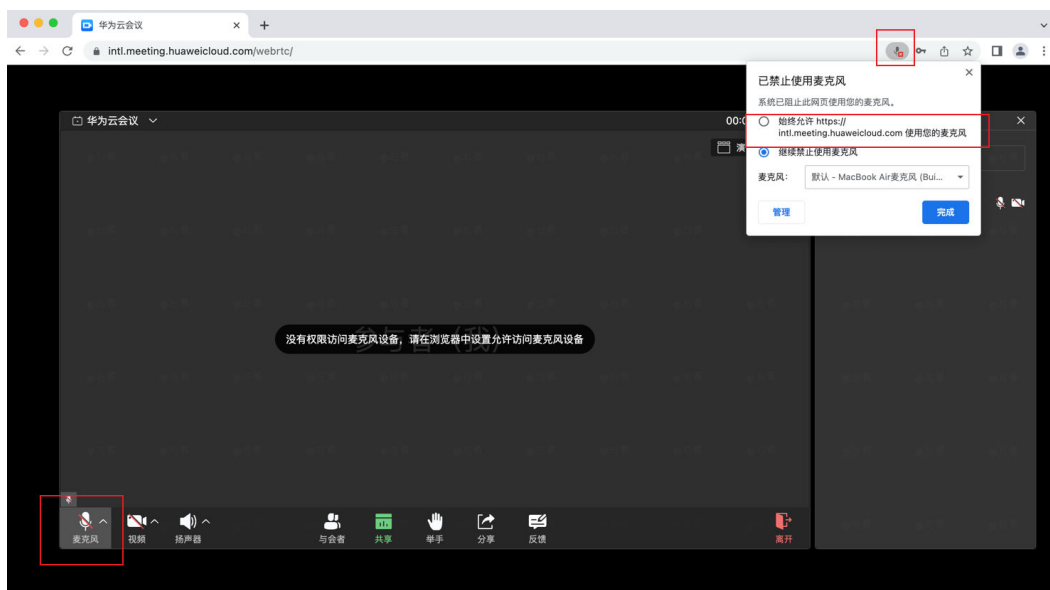 华为云会议
intl.meeting.huaweicloud.com/webrtc/
已禁止使用麦克风
系统已阻止此网页使用您的麦克风。
始终允许 https://
intl.meeting.huaweicloud.com 使用您的麦克风
继续禁止使用麦克风
麦克风：
默认 - MacBook Air麦克风 (Bui...
管理
完成
华为云会议
00:
演
参与者（我）
没有权限访问麦克风设备，请在浏览器中设置允许访问麦克风设备
麦克风
视频
扬声器
与会者
共享
举手
分享
反馈
离开